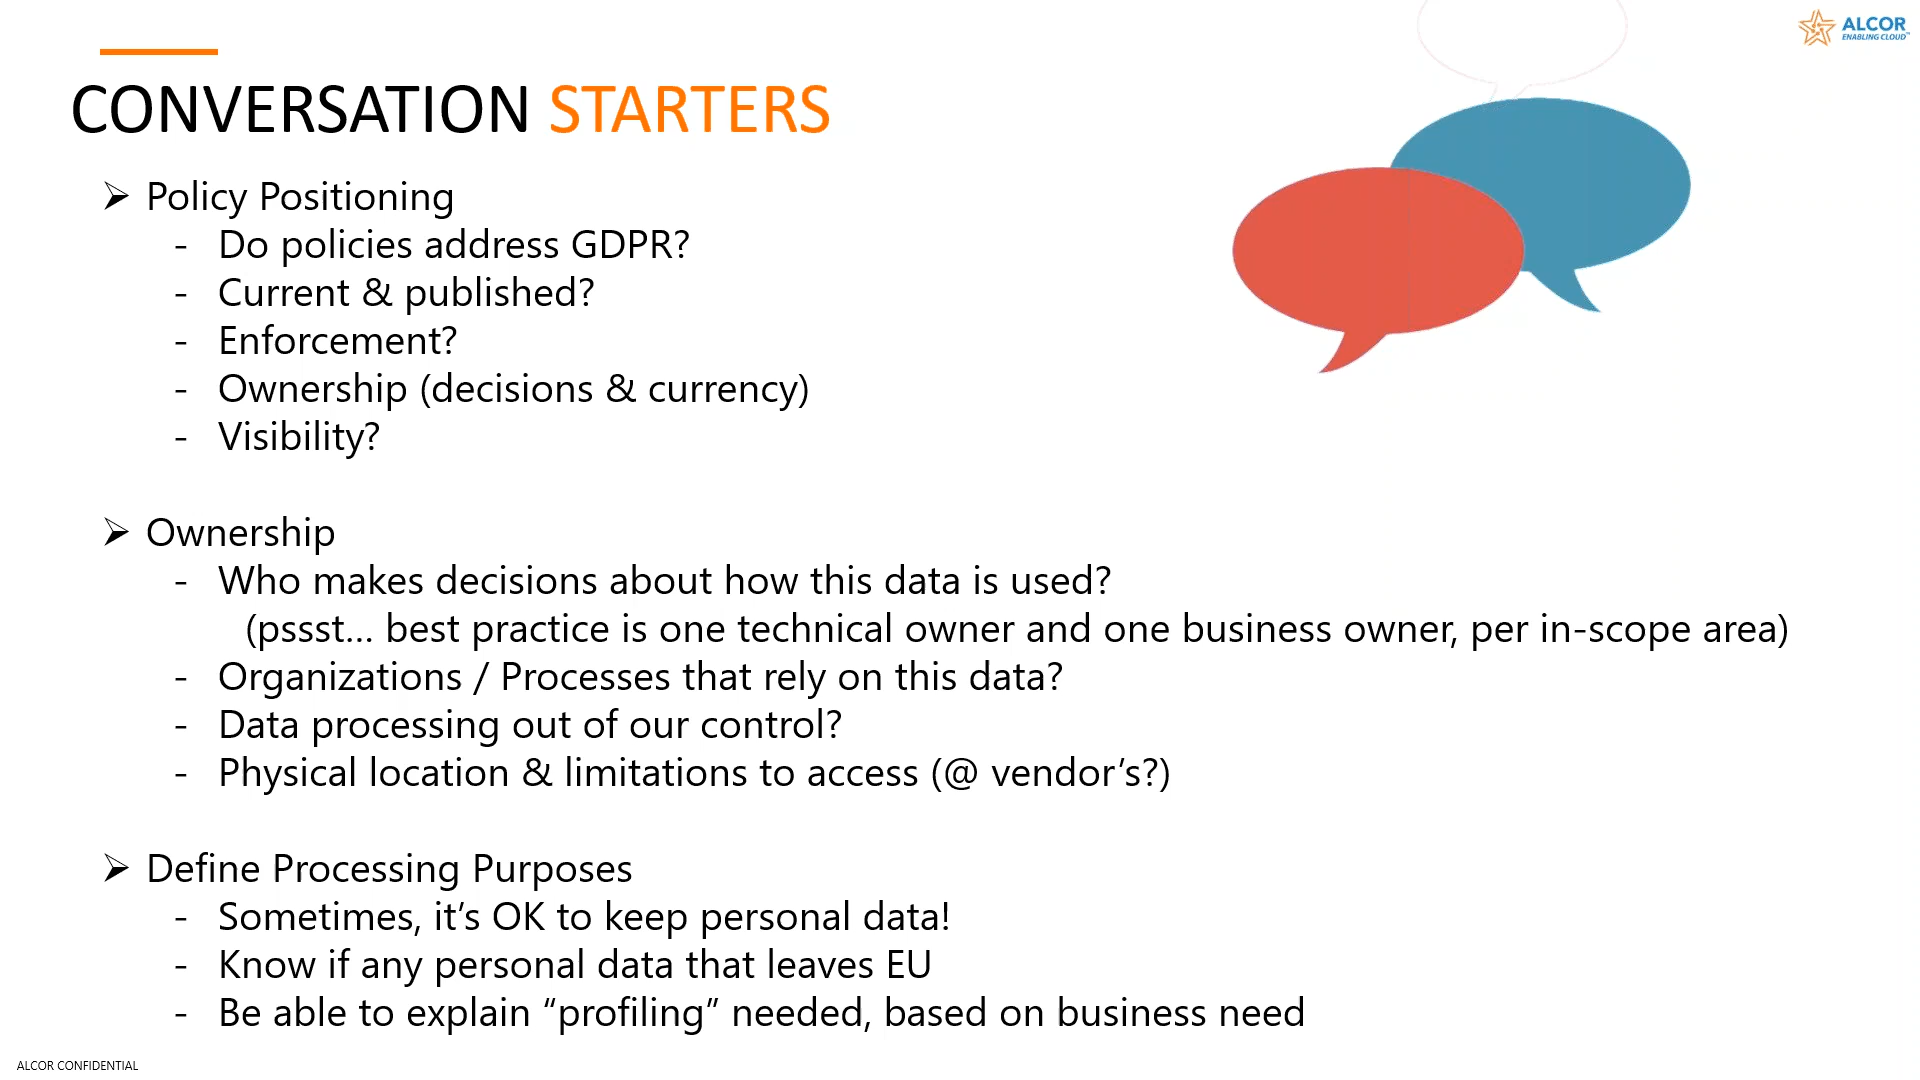 ALCOR
ENABLING CLOUD™
CONVERSATION STARTERS
➢ Policy Positioning
- Do policies address GDPR?
- Current & published?
- Enforcement?
- Ownership (decisions & currency)
- Visibility?
➢ Ownership
- Who makes decisions about how this data is used?
(pssst... best practice is one technical owner and one business owner, per in-scope area)
- Organizations / Processes that rely on this data?
- Data processing out of our control?
- Physical location & limitations to access (@ vendor’s?)
➢ Define Processing Purposes
- Sometimes, it’s OK to keep personal data!
- Know if any personal data that leaves EU
- Be able to explain “profiling” needed, based on business need
ALCOR CONFIDENTIAL